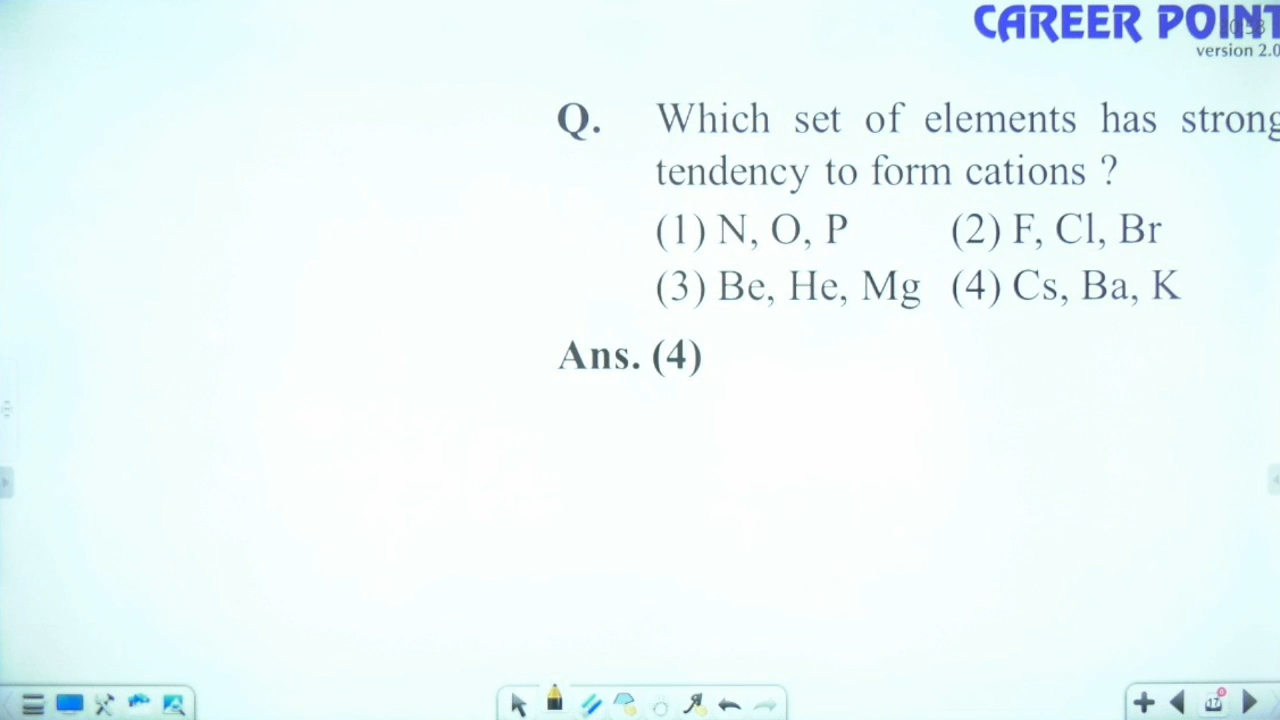 CAREER POINT
version 2.0
Q. Which set of elements has strong
tendency to form cations ?
(1) N, O, P (2) F, Cl, Br
(3) Be, He, Mg (4) Cs, Ba, K
Ans. (4)
17